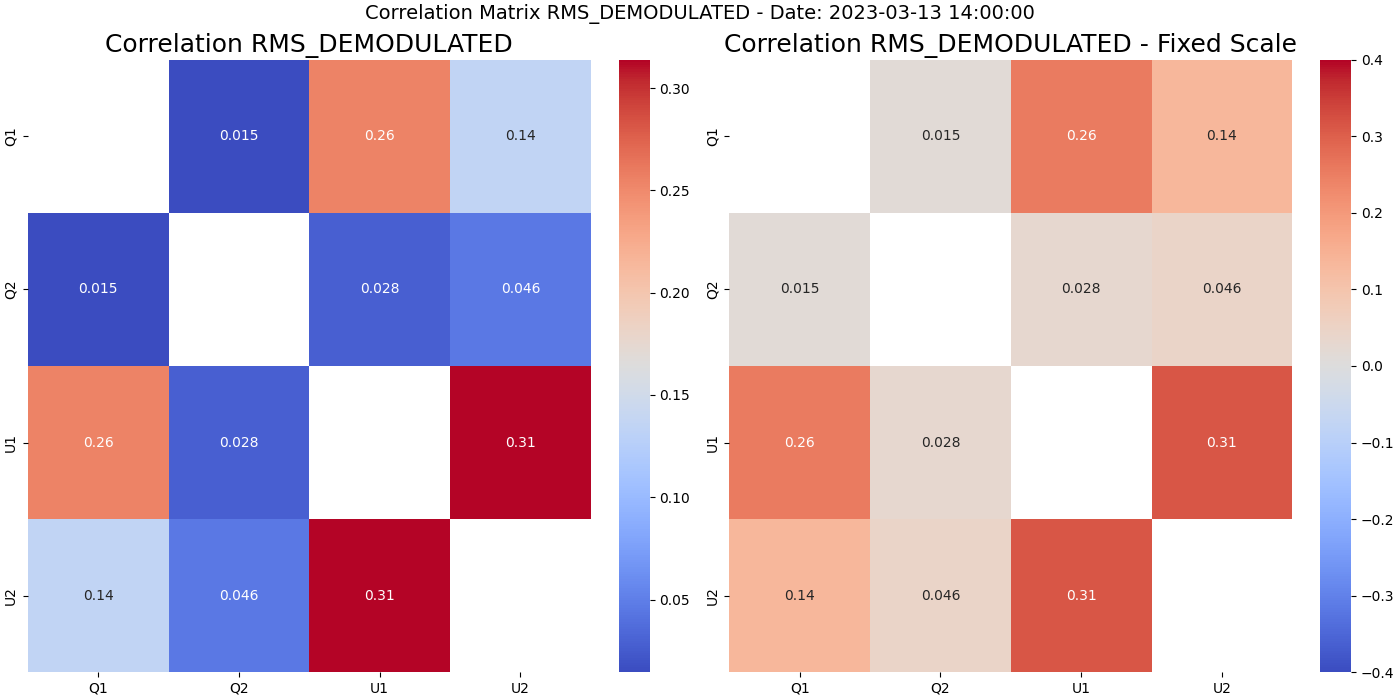 Correlation Matrix RMS_DEMODULATED - Date: 2023-03-13 14:00:00
Correlation RMS_DEMODULATED
Q1
0.015
0.26
0.14
Q2
0.015
0.028
0.046
U1
0.26
0.028
0.31
U2
0.14
0.046
0.31
Q1
Q2
U1
U2
0.30
0.25
0.20
0.15
0.10
0.05
Correlation RMS_DEMODULATED - Fixed Scale
Q1
0.015
0.26
0.14
Q2
0.015
0.028
0.046
U1
0.26
0.028
0.31
U2
0.14
0.046
0.31
Q1
Q2
U1
U2
0.4
0.3
0.2
0.1
0.0
−0.1
−0.2
−0.3
−0.4